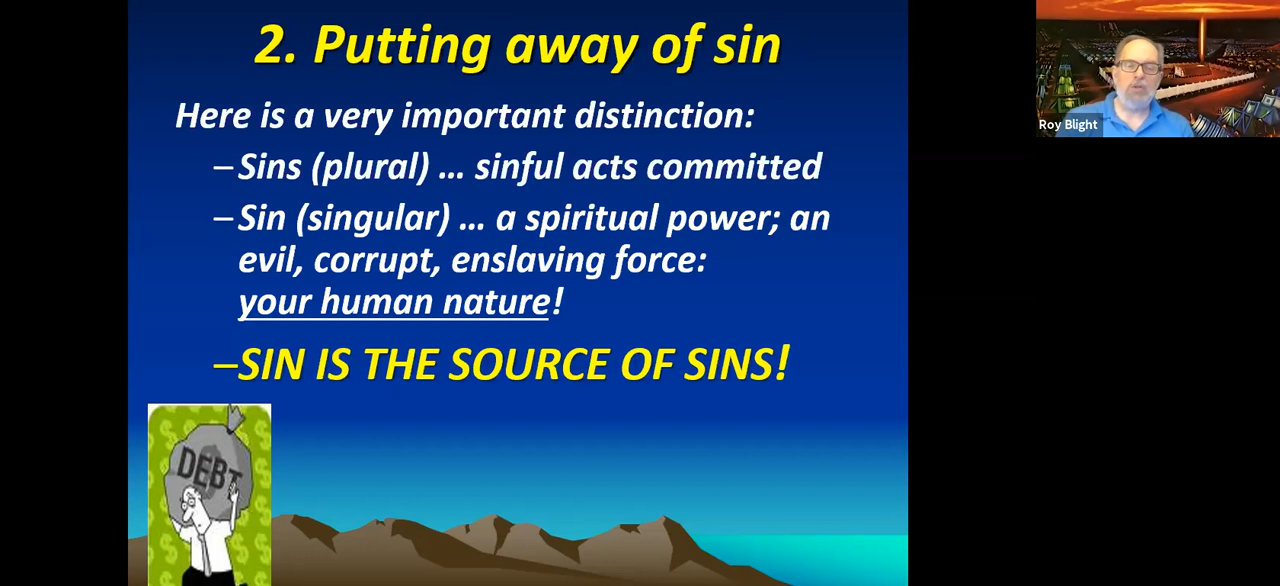 2. Putting away of sin
Here is a very important distinction:
–Sins (plural) ... sinful acts committed
–Sin (singular) ... a spiritual power; an
evil, corrupt, enslaving force:
your human nature!
–SIN IS THE SOURCE OF SINS!
DEBT
Roy Blight